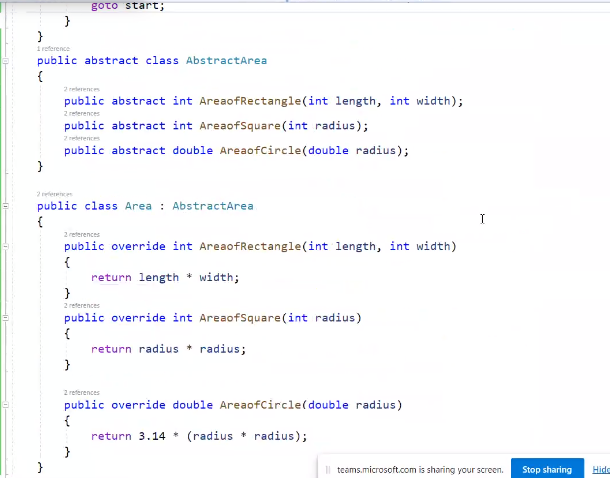 goto start;
}
}
1 reference
public abstract class AbstractArea
{
2 references
public abstract int AreaofRectangle(int length, int width);
2 references
public abstract int AreaofSquare(int radius);
2 references
public abstract double AreaofCircle(double radius);
}
2 references
public class Area : AbstractArea
{
2 references
public override int AreaofRectangle(int length, int width)
{
return length * width;
}
2 references
public override int AreaofSquare(int radius)
{
return radius * radius;
}
2 references
public override double AreaofCircle(double radius)
{
return 3.14 * (radius * radius);
}
}
teams.microsoft.com is sharing your screen. Stop sharing